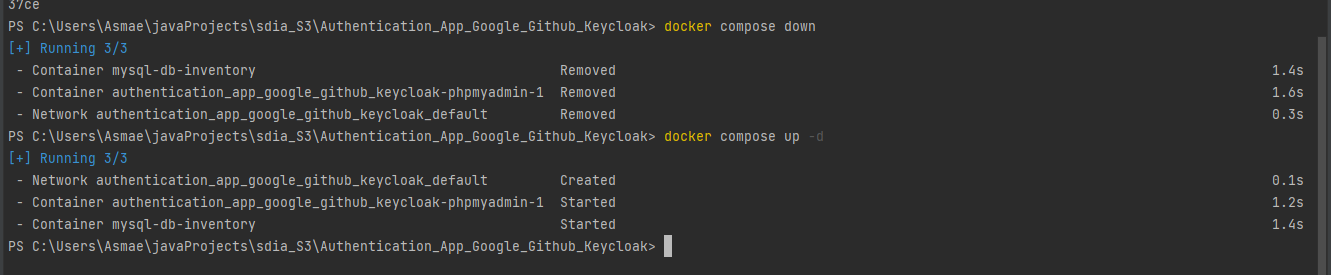 37ce
PS C:\Users\Asmae\javaProjects\sdia_S3\Authentication_App_Google_Github_Keycloak> docker compose down
[+] Running 3/3
 - Container mysql-db-inventory Removed 1.4s
 - Container authentication_app_google_github_keycloak-phpmyadmin-1 Removed 1.6s
 - Network authentication_app_google_github_keycloak_default Removed 0.3s
PS C:\Users\Asmae\javaProjects\sdia_S3\Authentication_App_Google_Github_Keycloak> docker compose up -d
[+] Running 3/3
 - Network authentication_app_google_github_keycloak_default Created 0.1s
 - Container authentication_app_google_github_keycloak-phpmyadmin-1 Started 1.2s
 - Container mysql-db-inventory Started 1.4s
PS C:\Users\Asmae\javaProjects\sdia_S3\Authentication_App_Google_Github_Keycloak>